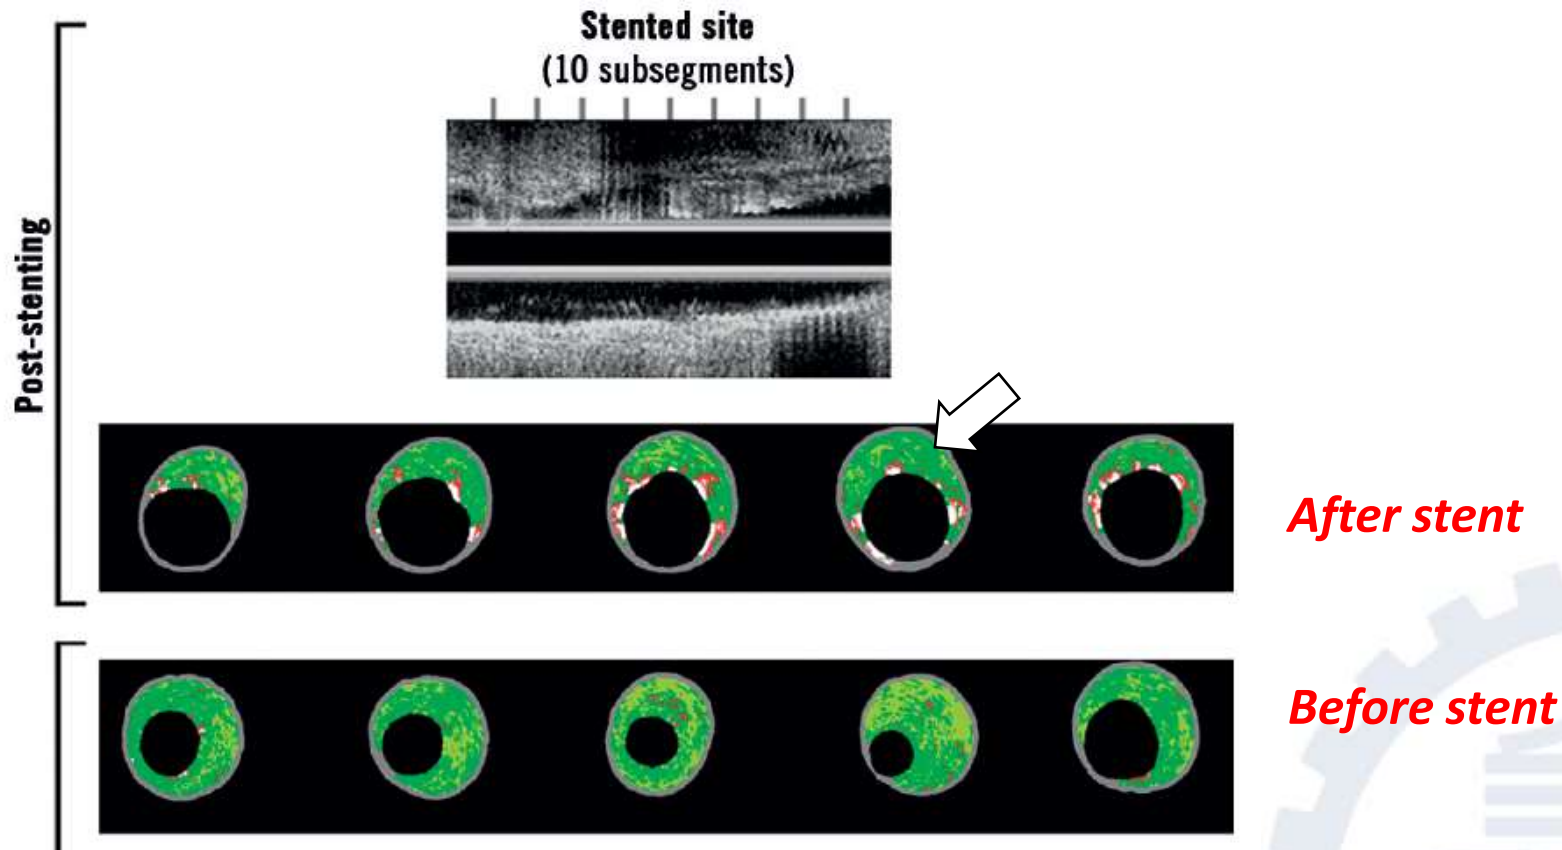 Stented site
(10 subsegments)
Post-stenting
After stent
Before stent